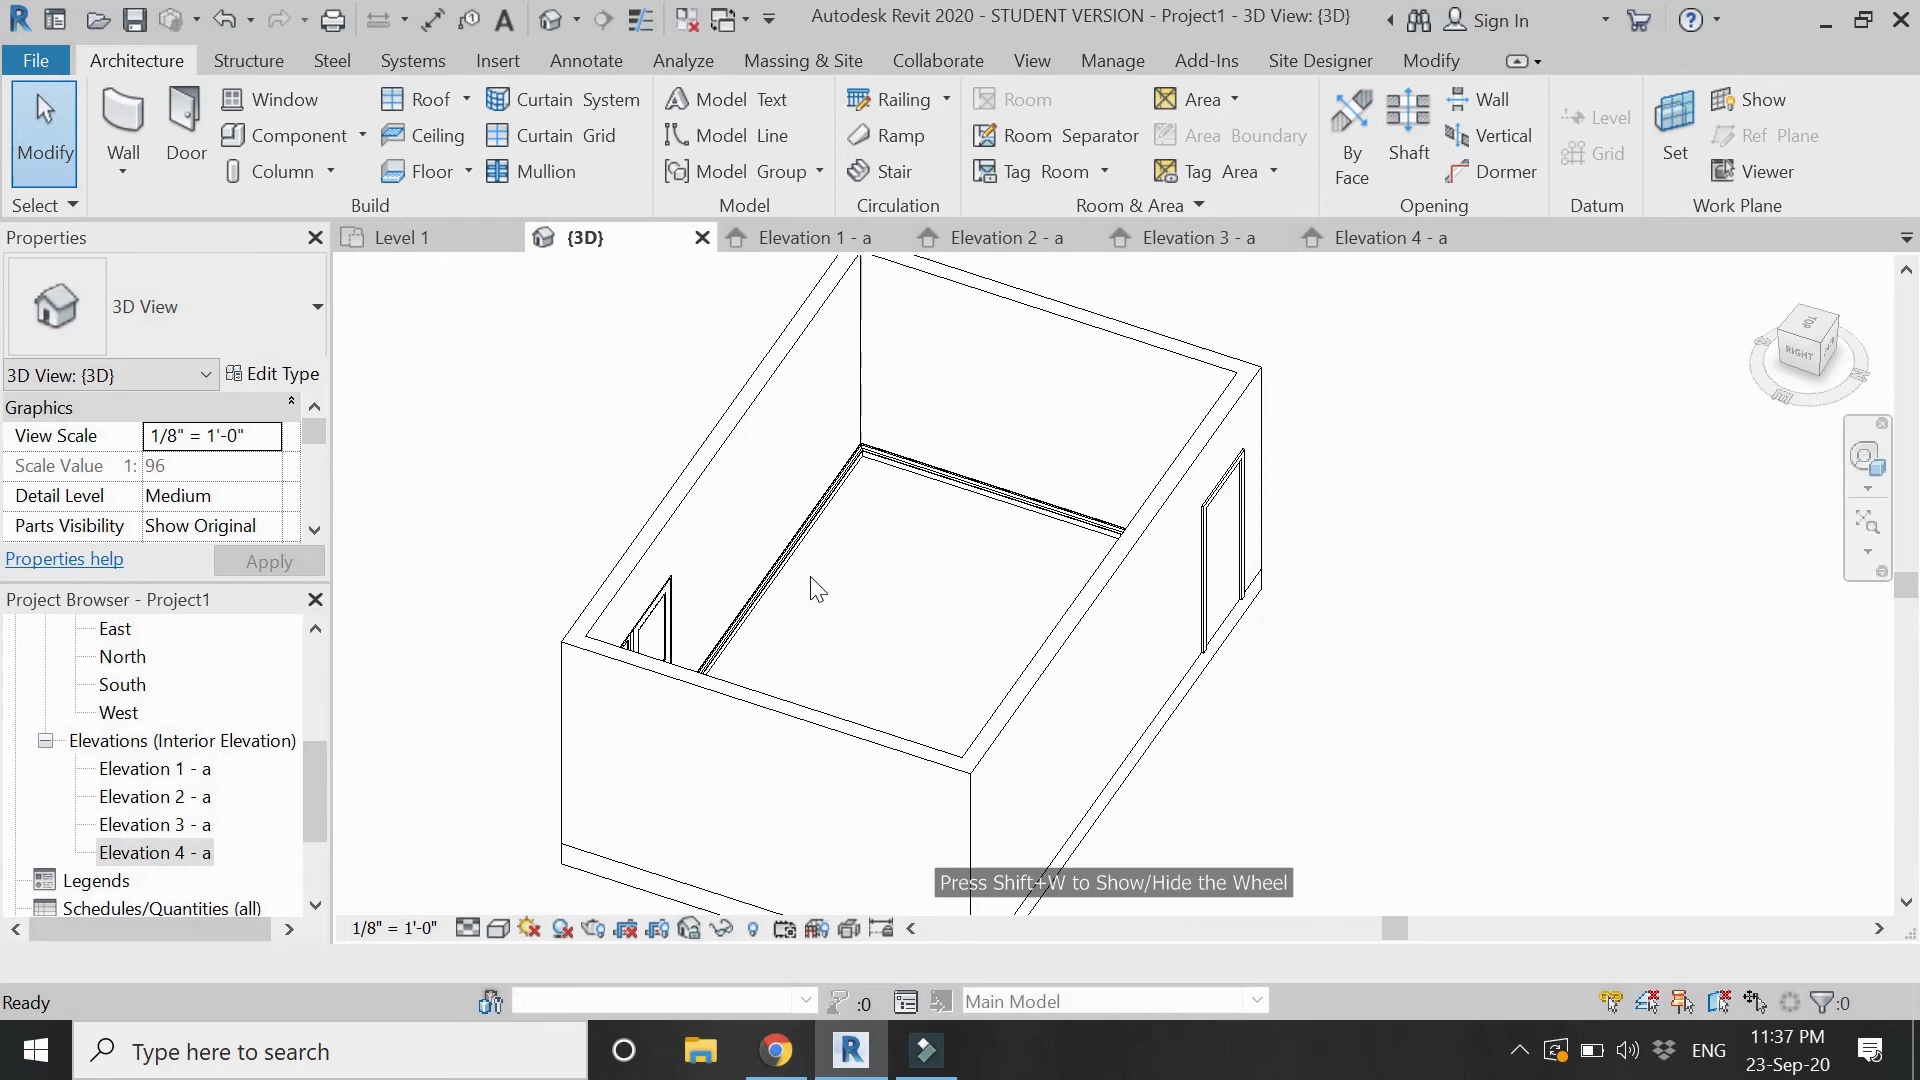 Autodesk Revit 2020 - STUDENT VERSION - Project1 - 3D View: {3D}
Sign In
File
Architecture
Structure
Steel
Systems
Insert
Annotate
Analyze
Massing & Site
Collaborate
View
Manage
Add-Ins
Site Designer
Modify
Modify
Wall
Door
Window
Component
Column
Roof
Ceiling
Floor
Curtain System
Curtain Grid
Mullion
Model Text
Model Line
Model Group
Railing
Ramp
Stair
Room
Room Separator
Tag Room
Area
Area Boundary
Tag Area
By
Face
Shaft
Wall
Vertical
Dormer
Level
Grid
Set
Show
Ref Plane
Viewer
Select
Build
Model
Circulation
Room & Area
Opening
Datum
Work Plane
Properties
Level 1
{3D}
Elevation 1 - a
Elevation 2 - a
Elevation 3 - a
Elevation 4 - a
3D View
3D View: {3D}
Edit Type
Graphics
View Scale
1/8" = 1'-0"
Scale Value 1:
96
Detail Level
Medium
Parts Visibility
Show Original
Properties help
Apply
Project Browser - Project1
East
North
South
West
Elevations (Interior Elevation)
Elevation 1 - a
Elevation 2 - a
Elevation 3 - a
Elevation 4 - a
Legends
Schedules/Quantities (all)
TOP
RIGHT
Press Shift+W to Show/Hide the Wheel
1/8" = 1'-0"
Ready
:0
Main Model
:0
Type here to search
ENG
11:37 PM
23-Sep-20